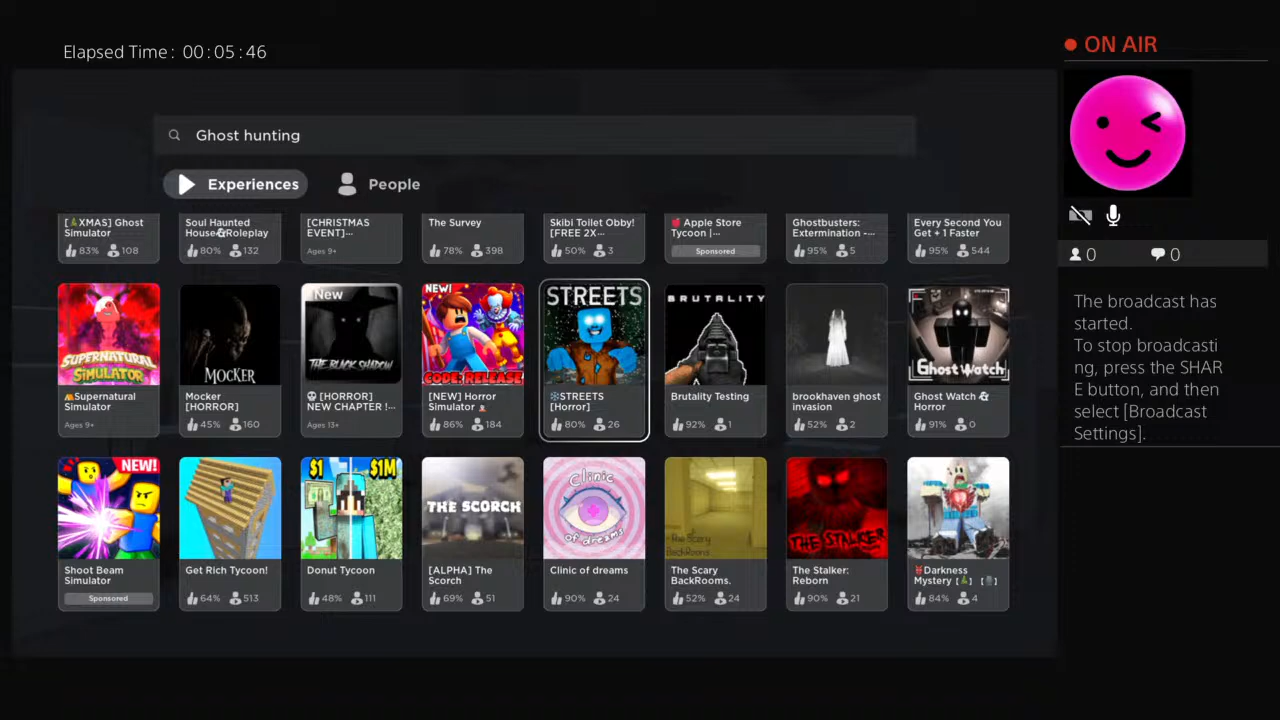 Elapsed Time: 00:05:46
ON AIR
Ghost hunting
Experiences
People
0
0
The broadcast has
started.
To stop broadcasti
ng, press the SHAR
E button, and then
select [Broadcast
Settings].
[🎄XMAS] Ghost
Simulator
83% 108
Soul Haunted
House&Roleplay
80% 132
[CHRISTMAS
EVENT]...
Ages 9+
The Survey
78% 398
Skibi Toilet Obby!
[FREE 2X...
50% 3
🍎 Apple Store
Tycoon |...
Sponsored
Ghostbusters:
Extermination -...
95% 5
Every Second You
Get + 1 Faster
95% 544
SUPERNATURAL
SIMULATOR
Supernatural
Simulator
Ages 9+
MOCKER
Mocker
[HORROR]
45% 160
New
THE BLACK SHADOW
💀 [HORROR]
NEW CHAPTER !...
Ages 13+
NEW!
CODE: RELEASE
[NEW] Horror
Simulator
86% 184
STREETS
❄STREETS
[Horror]
80% 26
BRUTALITY
Brutality Testing
92% 1
brookhaven ghost
invasion
52% 2
Ghost Watch
Ghost Watch &
Horror
91% 0
NEW!
Shoot Beam
Simulator
Sponsored
Get Rich Tycoon!
64% 513
$1 $1M
Donut Tycoon
48% 111
THE SCORCH
[ALPHA] The
Scorch
69% 51
Clinic
of dreams
Clinic of dreams
90% 24
The Scary
BackRooms
The Scary
BackRooms.
52% 24
THE STALKER
The Stalker:
Reborn
90% 21
Darkness
Mystery [🎄] [🗿]
84% 4